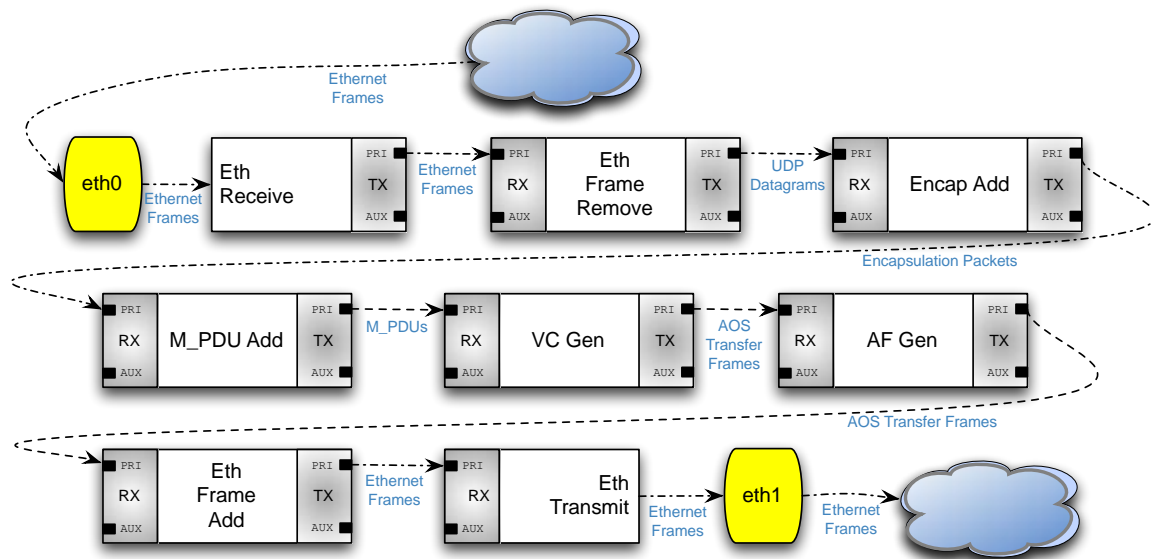 Ethernet
Frames
eth0
Ethernet
Frames
Eth
Receive
PRI
TX
AUX
Ethernet
Frames
PRI
RX
AUX
Eth
Frame
Remove
PRI
TX
AUX
UDP
Datagrams
PRI
RX
AUX
Encap Add
PRI
TX
AUX
Encapsulation Packets
PRI
RX
AUX
M_PDU Add
PRI
TX
AUX
M_PDUs
PRI
RX
AUX
VC Gen
PRI
TX
AUX
AOS
Transfer
Frames
PRI
RX
AUX
AF Gen
PRI
TX
AUX
AOS Transfer Frames
PRI
RX
AUX
Eth
Frame
Add
PRI
TX
AUX
Ethernet
Frames
PRI
RX
AUX
Eth
Transmit
Ethernet
Frames
eth1
Ethernet
Frames